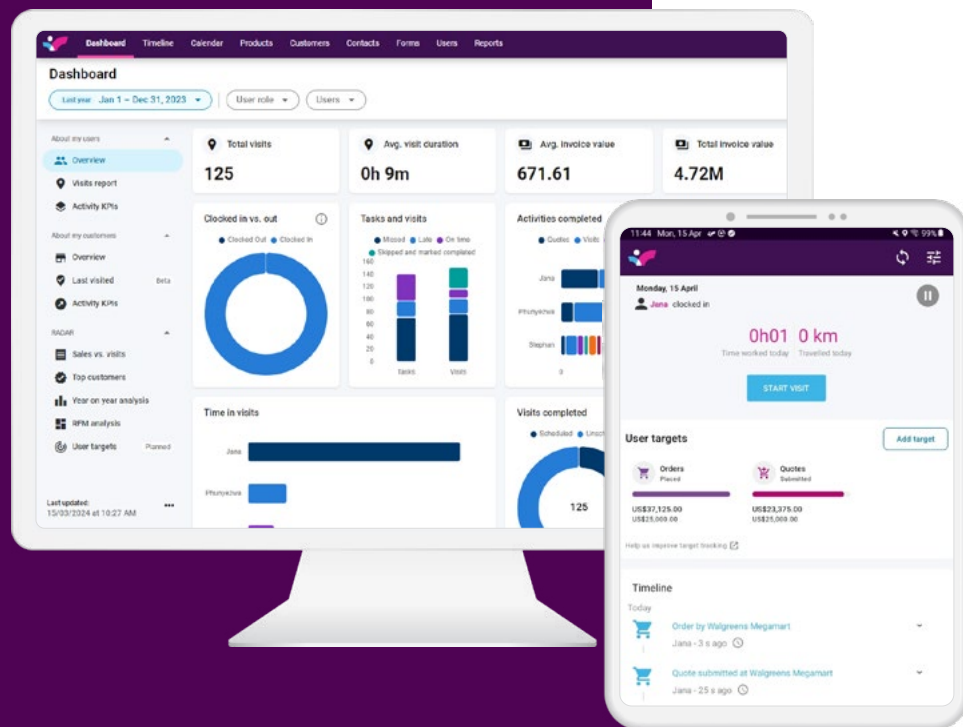 Dashboard Timeline Calendar Products Customers Contacts Forms Users Reports
Dashboard
Last year Jan 1 – Dec 31, 2023
User role
Users
About my users
Overview
Visits report
Activity KPIs
About my customers
Overview
Last visited Beta
Activity KPIs
RADAR
Sales vs. visits
Top customers
Year on year analysis
RFM analysis
User targets Planned
Last updated:
15/03/2024 at 10:27 AM
Total visits
125
Avg. visit duration
0h 9m
Avg. invoice value
671.61
Total invoice value
4.72M
Clocked in vs. out
Clocked Out Clocked In
Tasks and visits
Missed Late On time
Skipped and marked completed
160
140
120
100
80
60
40
20
0
Tasks Visits
Activities completed
Quotes Visits
Jana
Phunyezwa
Stephan
0
Time in visits
Jana
Phunyezwa
Visits completed
Scheduled Unsch
125
11:44 Mon, 15 Apr 99%
Monday, 15 April
Jana clocked in
0h01 0 km
Time worked today Travelled today
START VISIT
User targets
Add target
Orders
Placed
US$37,125.00
US$25,000.00
Quotes
Submitted
US$23,375.00
US$25,000.00
Help us improve target tracking
Timeline
Today
Order by Walgreens Megamart
Jana - 3 s ago
Quote submitted at Walgreens Megamart
Jana - 25 s ago